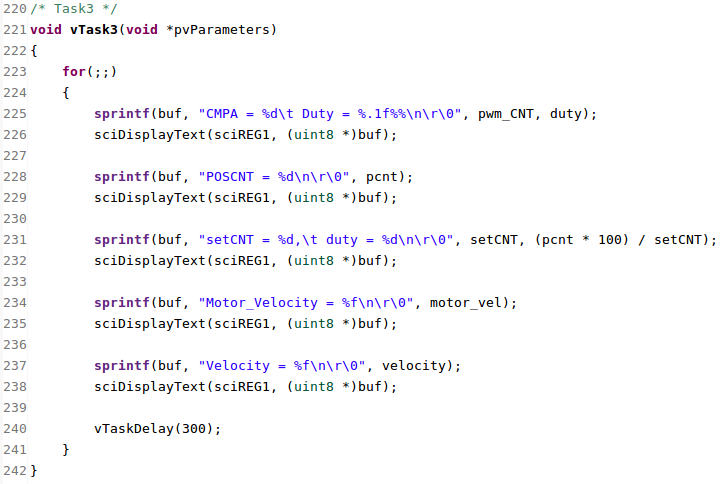 220 /* Task3 */
221 void vTask3(void *pvParameters)
222 {
223     for(;;)
224     {
225         sprintf(buf, "CMPA = %d\t Duty = %.1f%%\n\r\0", pwm_CNT, duty);
226         sciDisplayText(sciREG1, (uint8 *)buf);
227
228         sprintf(buf, "POSCNT = %d\n\r\0", pcnt);
229         sciDisplayText(sciREG1, (uint8 *)buf);
230
231         sprintf(buf, "setCNT = %d,\t duty = %d\n\r\0", setCNT, (pcnt * 100) / setCNT);
232         sciDisplayText(sciREG1, (uint8 *)buf);
233
234         sprintf(buf, "Motor_Velocity = %f\n\r\0", motor_vel);
235         sciDisplayText(sciREG1, (uint8 *)buf);
236
237         sprintf(buf, "Velocity = %f\n\r\0", velocity);
238         sciDisplayText(sciREG1, (uint8 *)buf);
239
240         vTaskDelay(300);
241     }
242 }